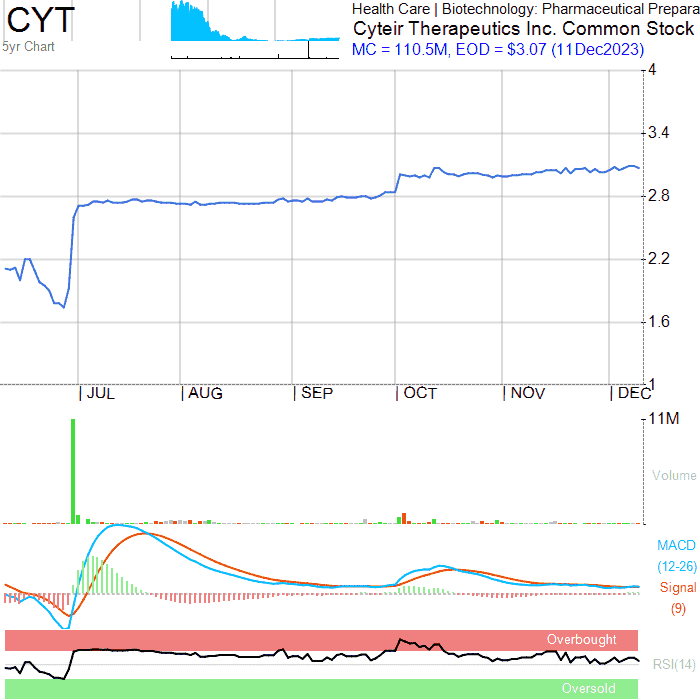 CYT
5yr Chart
Health Care | Biotechnology: Pharmaceutical Prepara
Cyteir Therapeutics Inc. Common Stock
MC = 110.5M, EOD = $3.07 (11Dec2023)
4
3.4
2.8
2.2
1.6
1
| JUL | AUG | SEP | OCT | NOV | DEC
11M
Volume
MACD
(12-26)
Signal
(9)
Overbought
RSI(14)
Oversold